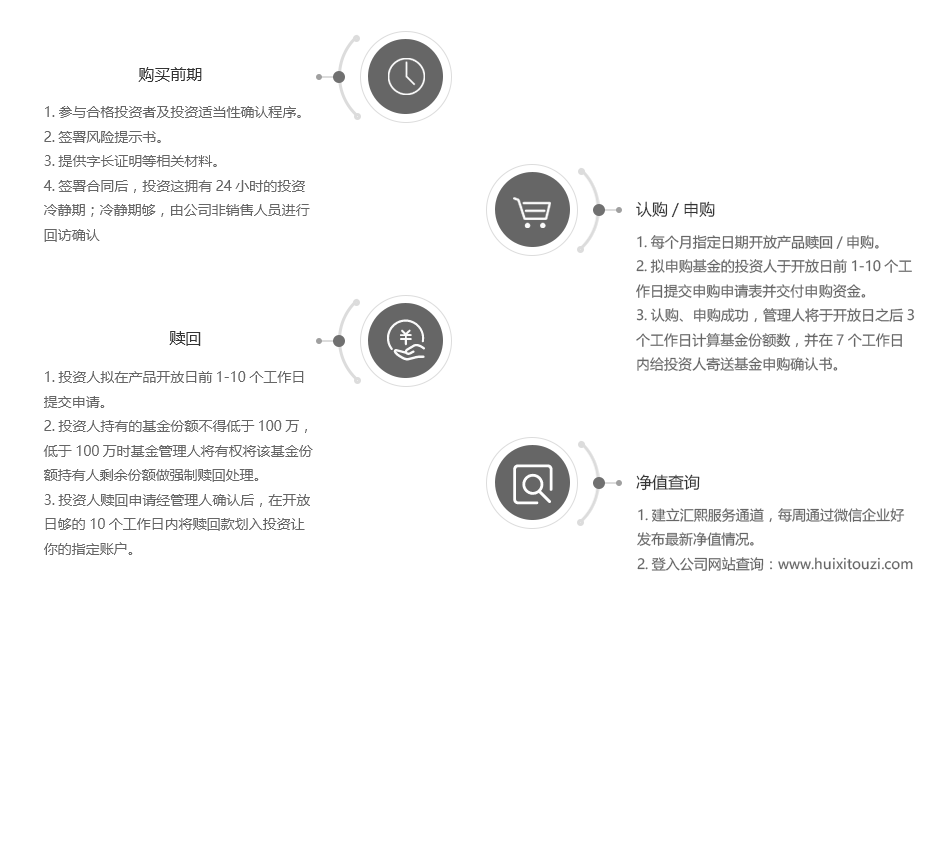 购买前期
1. 参与合格投资者及投资适当性确认程序。
2. 签署风险提示书。
3. 提供字长证明等相关材料。
4. 签署合同后，投资这拥有 24 小时的投资
冷静期；冷静期够，由公司非销售人员进行
回访确认
认购 / 申购
1. 每个月指定日期开放产品赎回 / 申购。
2. 拟申购基金的投资人于开放日前 1-10 个工
作日提交申购申请表并交付申购资金。
3. 认购、申购成功，管理人将于开放日之后 3
个工作日计算基金份额数，并在 7 个工作日
内给投资人寄送基金申购确认书。
赎回
1. 投资人拟在产品开放日前 1-10 个工作日
提交申请。
2. 投资人持有的基金份额不得低于 100 万，
低于 100 万时基金管理人将有权将该基金份
额持有人剩余份额做强制赎回处理。
3. 投资人赎回申请经管理人确认后，在开放
日够的 10 个工作日内将赎回款划入投资让
你的指定账户。
净值查询
1. 建立汇熙服务通道，每周通过微信企业好
发布最新净值情况。
2. 登入公司网站查询：www.huixitouzi.com